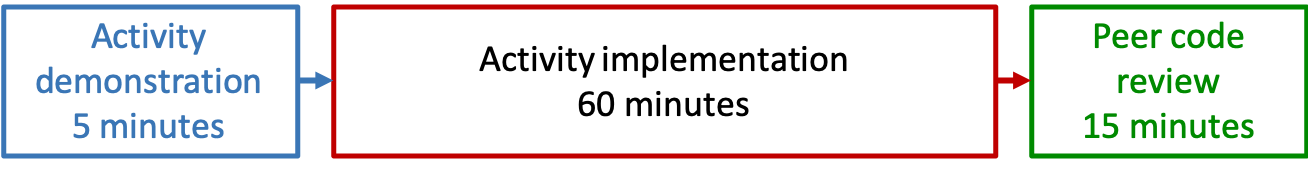 Activity
demonstration
5 minutes
Activity implementation
60 minutes
Peer code
review
15 minutes